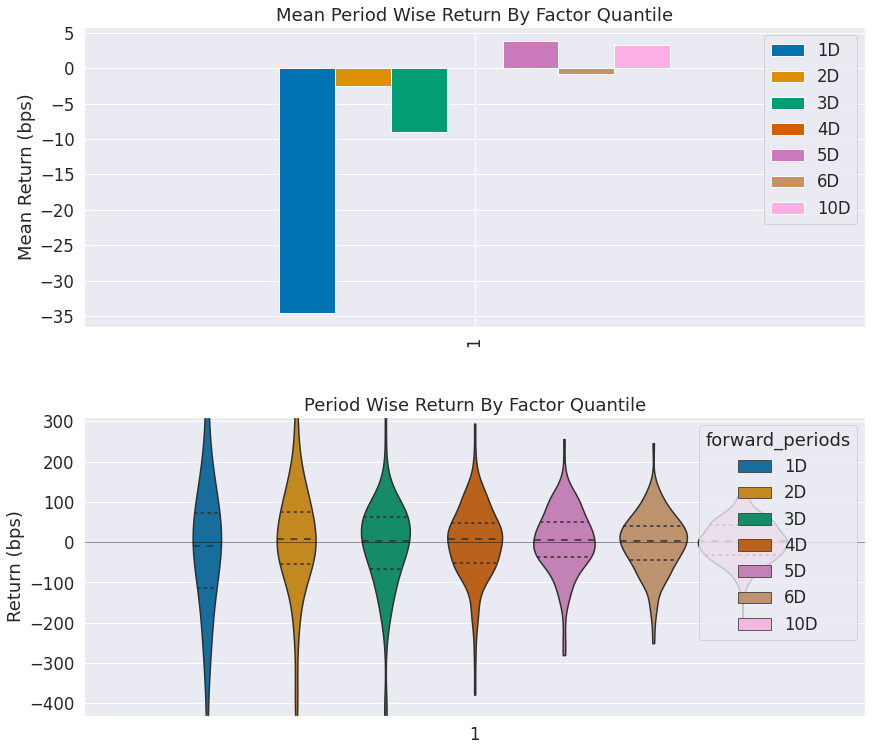 Mean Period Wise Return By Factor Quantile
Mean Return (bps)
5
0
−5
−10
−15
−20
−25
−30
−35
1
1D
2D
3D
4D
5D
6D
10D
Period Wise Return By Factor Quantile
Return (bps)
300
200
100
0
−100
−200
−300
−400
1
forward_periods
1D
2D
3D
4D
5D
6D
10D